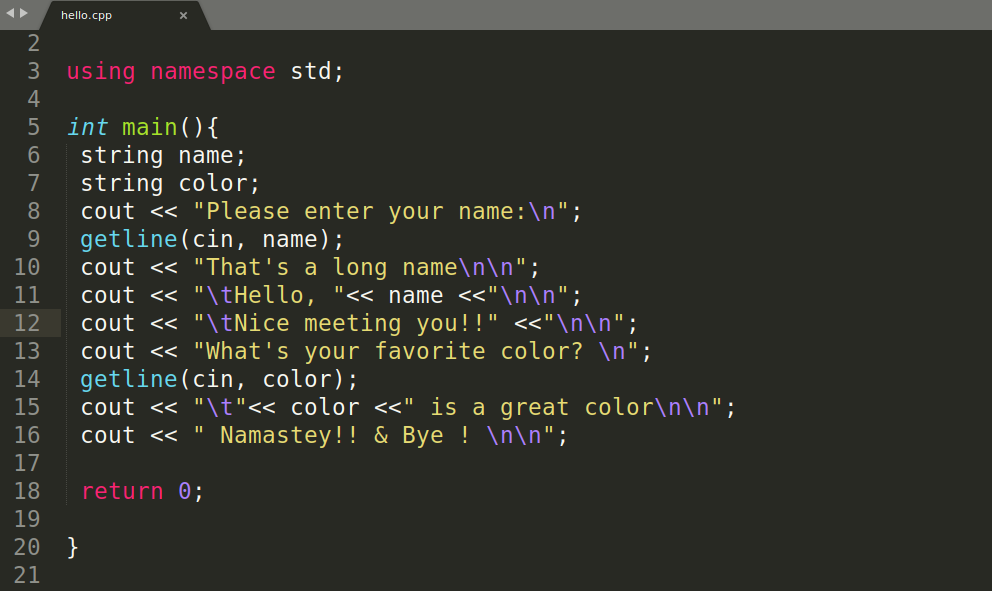 hello.cpp ×
2
3 using namespace std;
4
5 int main(){
6 string name;
7 string color;
8 cout << "Please enter your name:\n";
9 getline(cin, name);
10 cout << "That's a long name\n\n";
11 cout << "\tHello, "<< name <<"\n\n";
12 cout << "\tNice meeting you!!" <<"\n\n";
13 cout << "What's your favorite color? \n";
14 getline(cin, color);
15 cout << "\t"<< color <<" is a great color\n\n";
16 cout << " Namastey!! & Bye ! \n\n";
17
18 return 0;
19
20 }
21